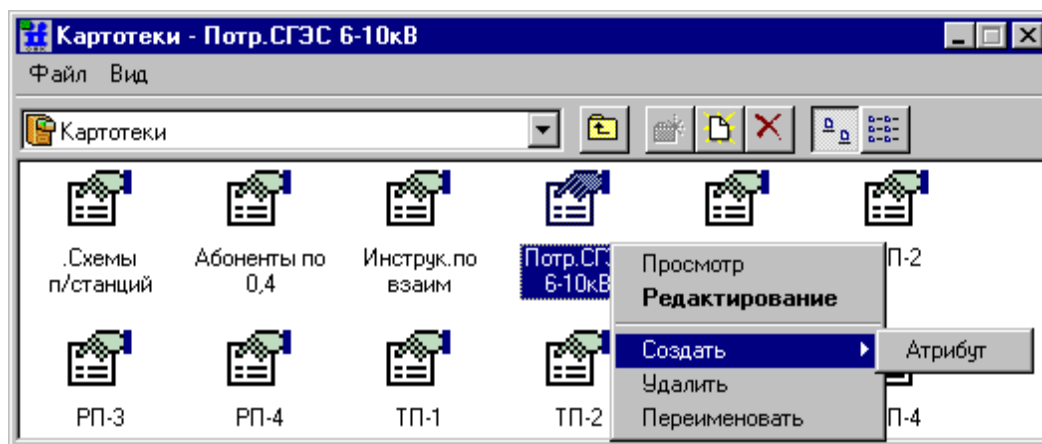 Картотеки - Потр.СГЭС 6-10кВ
Файл Вид
Картотеки
.Схемы
п/станций
Абоненты по
0,4
Инструк.по
взаим
Потр.СГЭ
6-10кВ
П-2
РП-3
РП-4
ТП-1
ТП-2
П-4
Просмотр
Редактирование
Создать
Удалить
Переименовать
Атрибут